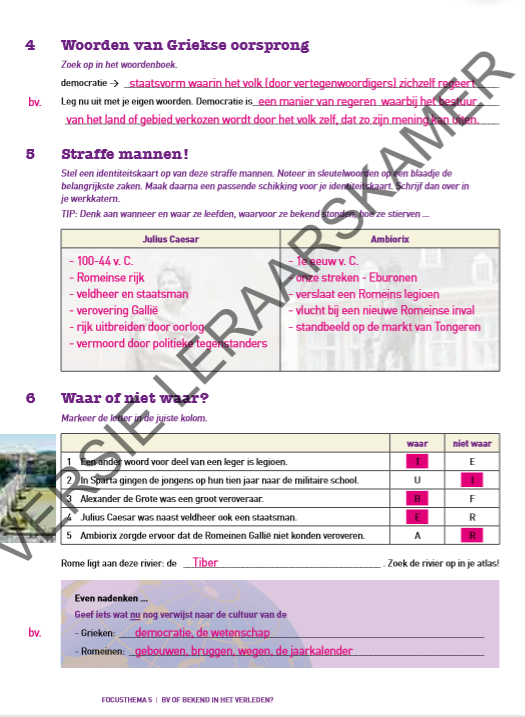 4 Woorden van Griekse oorsprong
Zoek op in het woordenboek.
democratie → staatsvorm waarin het volk (door vertegenwoordigers) zichzelf regeert
bv. Leg nu uit met je eigen woorden. Democratie is een manier van regeren waarbij het bestuur
van het land of gebied verkozen wordt door het volk zelf, dat zo zijn mening kan uiten.
5 Straffe mannen!
Stel een identiteitskaart op van deze straffe mannen. Noteer in sleutelwoorden op een blaadje de
belangrijkste zaken. Maak daarna een passende schikking voor je identiteitskaart. Schrijf dan over in
je werkkatern.
TIP: Denk aan wanneer en waar ze leefden, waarvoor ze bekend stonden, hoe ze stierven ...
Julius Caesar Ambiorix
- 100-44 v. C. - 1e eeuw v. C.
- Romeinse rijk - onze streken - Eburonen
- veldheer en staatsman - verslaat een Romeins legioen
- verovering Gallië - vlucht bij een nieuwe Romeinse inval
- rijk uitbreiden door oorlog - standbeeld op de markt van Tongeren
- vermoord door politieke tegenstanders
6 Waar of niet waar?
Markeer de letter in de juiste kolom.
waar niet waar
1 Een ander woord voor deel van een leger is legioen. T E
2 In Sparta gingen de jongens op hun tien jaar naar de militaire school. U I
3 Alexander de Grote was een groot veroveraar. B F
4 Julius Caesar was naast veldheer ook een staatsman. E R
5 Ambiorix zorgde ervoor dat de Romeinen Gallië niet konden veroveren. A R
Rome ligt aan deze rivier: de Tiber . Zoek de rivier op in je atlas!
Even nadenken ...
Geef iets wat nu nog verwijst naar de cultuur van de
bv. - Grieken: democratie, de wetenschap
- Romeinen: gebouwen, bruggen, wegen, de jaarkalender
FOCUSTHEMA 5 | BV OF BEKEND IN HET VERLEDEN?
VERSIE LERAARSKAMER